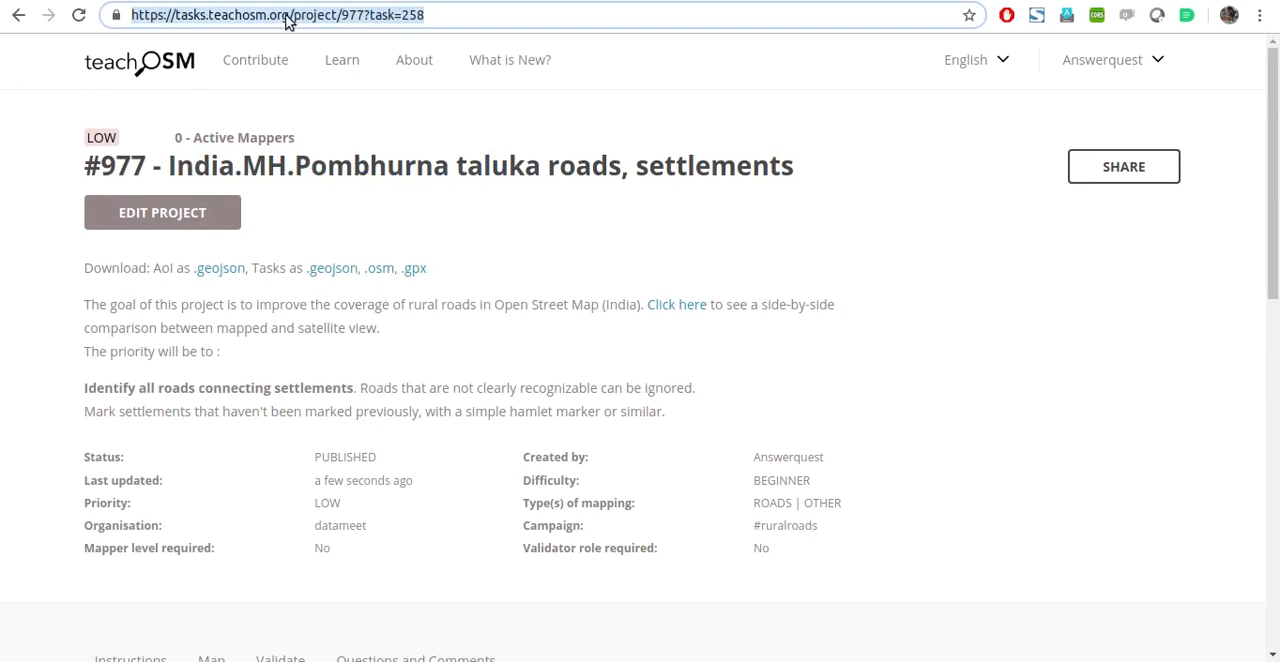 https://tasks.teachosm.org/project/977?task=258
teachOSM Contribute Learn About What is New? English Answerquest
LOW 0 - Active Mappers
#977 - India.MH.Pombhurna taluka roads, settlements
SHARE
EDIT PROJECT
Download: AoI as .geojson, Tasks as .geojson, .osm, .gpx
The goal of this project is to improve the coverage of rural roads in Open Street Map (India). Click here to see a side-by-side
comparison between mapped and satellite view.
The priority will be to :
Identify all roads connecting settlements. Roads that are not clearly recognizable can be ignored.
Mark settlements that haven't been marked previously, with a simple hamlet marker or similar.
Status: PUBLISHED Created by: Answerquest
Last updated: a few seconds ago Difficulty: BEGINNER
Priority: LOW Type(s) of mapping: ROADS | OTHER
Organisation: datameet Campaign: #ruralroads
Mapper level required: No Validator role required: No
Instructions Map Validate Questions and Comments